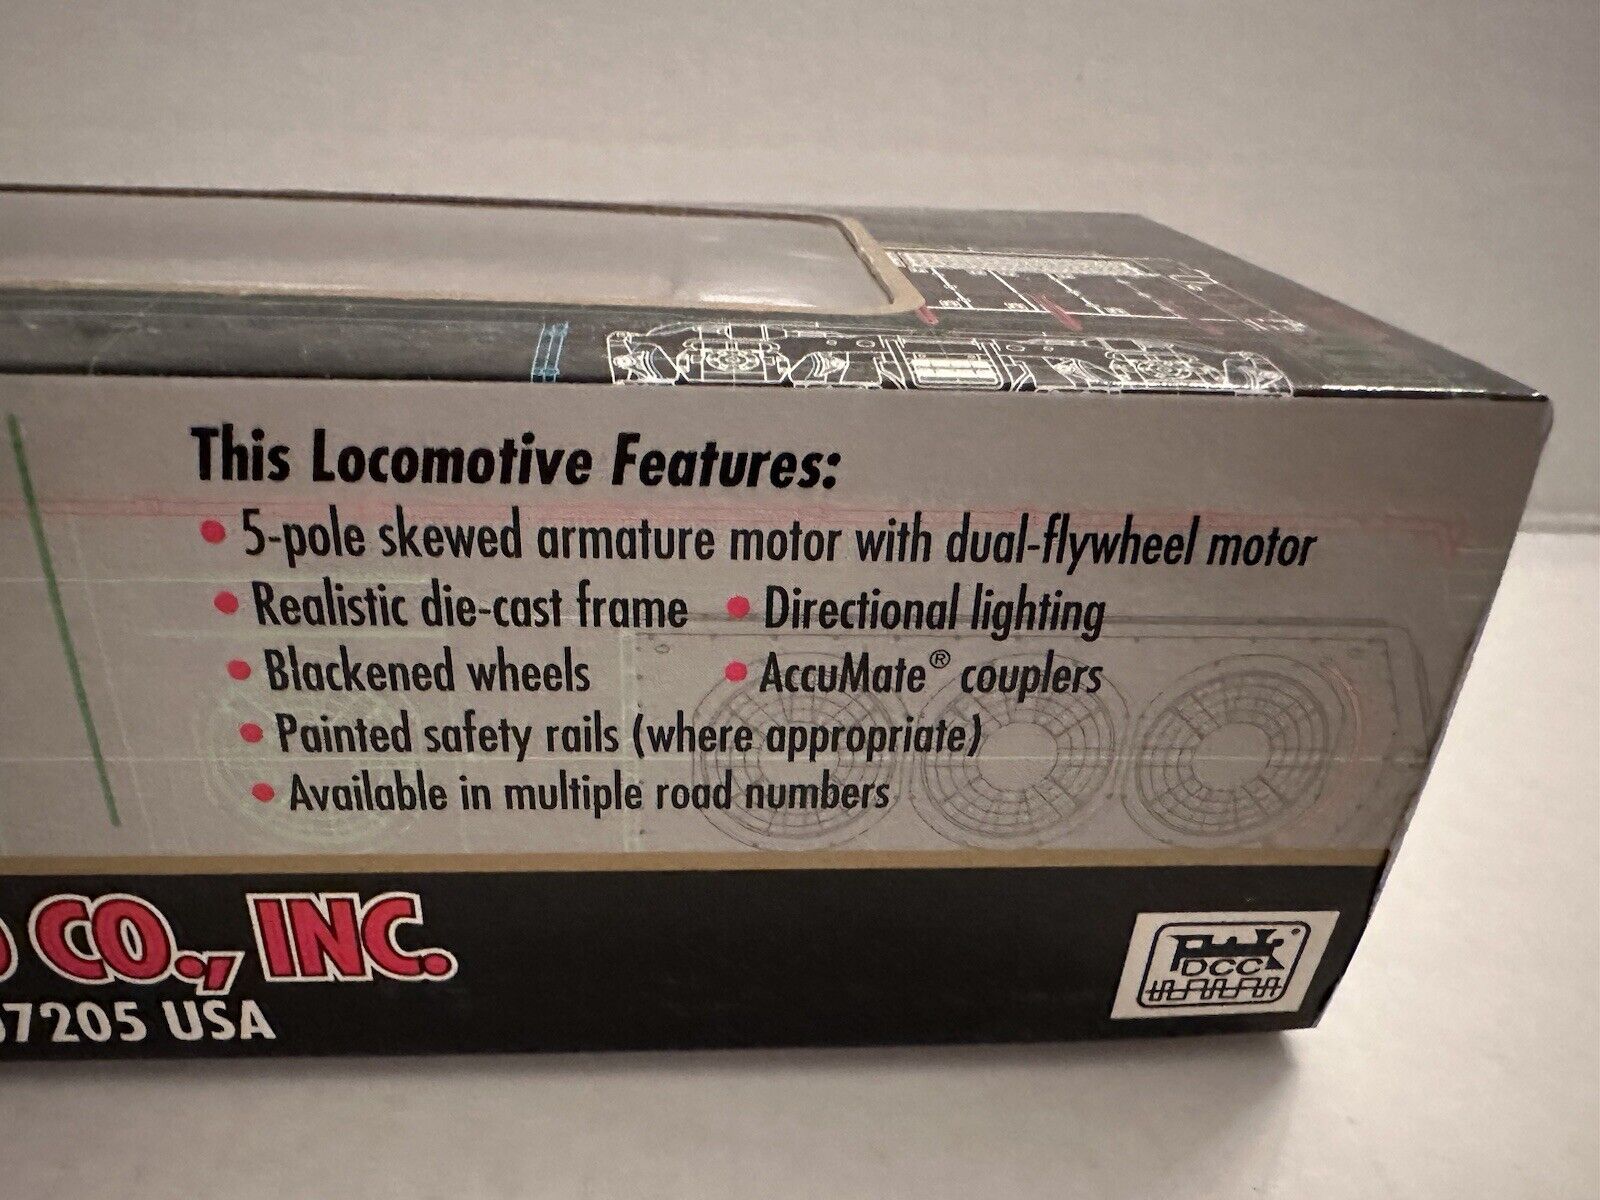 This Locomotive Features:
• 5-pole skewed armature motor with dual-flywheel motor
• Realistic die-cast frame • Directional lighting
• Blackened wheels • AccuMate® couplers
• Painted safety rails (where appropriate)
• Available in multiple road numbers
CO., INC.
7205 USA
DCC